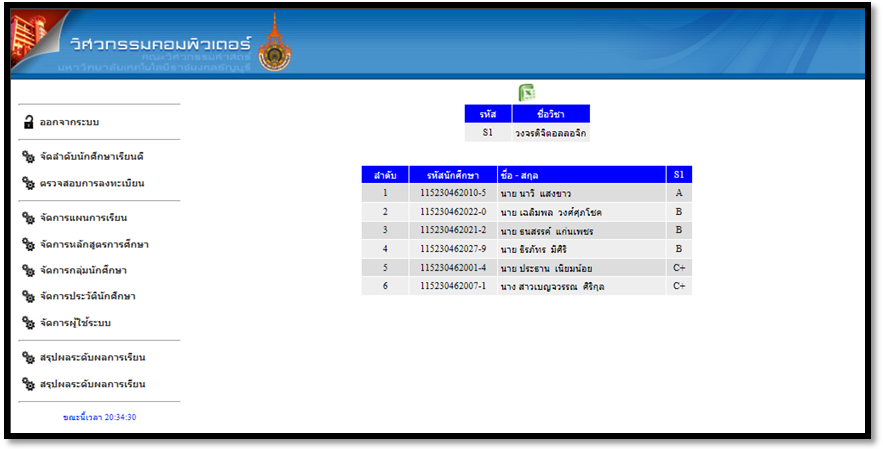 วิศวกรรมคอมพิวเตอร์
คณะวิศวกรรมศาสตร์
มหาวิทยาลัยเทคโนโลยีราชมงคลธัญบุรี
ออกจากระบบ
จัดลำดับนักศึกษาเรียนดี
ตรวจสอบการลงทะเบียน
จัดการแผนการเรียน
จัดการหลักสูตรการศึกษา
จัดการกลุ่มนักศึกษา
จัดการประวัตินักศึกษา
จัดการผู้ใช้ระบบ
สรุปผลระดับผลการเรียน
สรุปผลระดับผลการเรียน
ขณะนี้เวลา 20:34:30
รหัส ชื่อวิชา
S1 วงจรดิจิตอลลอจิก
ลำดับ รหัสนักศึกษา ชื่อ - สกุล S1
1 115230462010-5 นาย นาวี แสงขาว A
2 115230462022-0 นาย เฉลิมพล วงศ์ศุภโชค B
3 115230462021-2 นาย ธนสรรค์ แก่นเพชร B
4 115230462027-9 นาย ธิรภัทร มิศิริ B
5 115230462001-4 นาย ประธาน เนียมน้อย C+
6 115230462007-1 นาง สาวเบญจวรรณ ศิริกุล C+